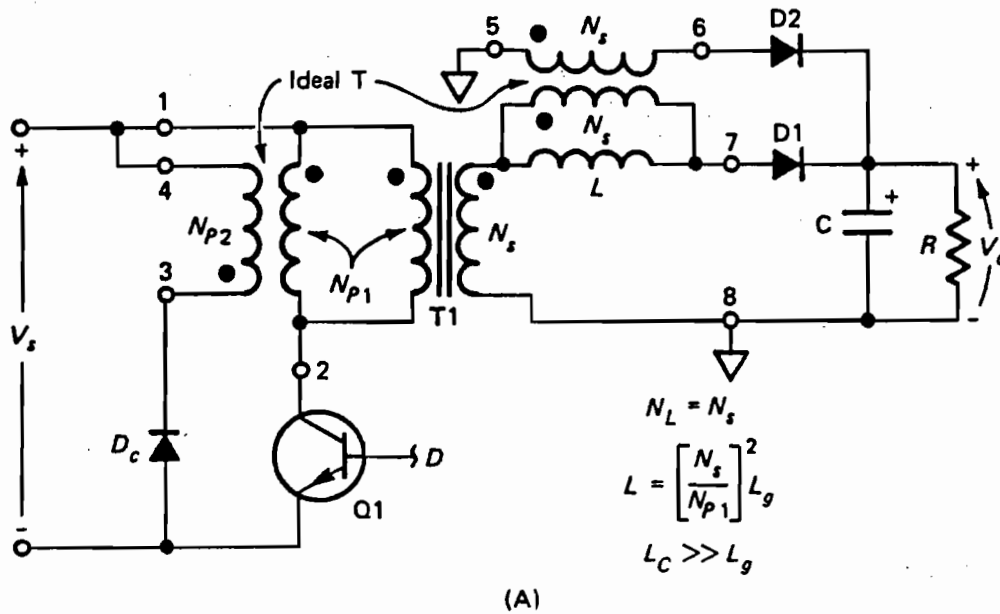 5
N_s
6
D2
Ideal T
1
N_s
7
D1
+
4
L
+
+
N_P2
N_P1
N_s
C
R
3
T1
8
V_s
2
N_L = N_s
D_c
D
L = [N_s / N_P1]^2 L_g
Q1
-
-
L_C >> L_g
(A)